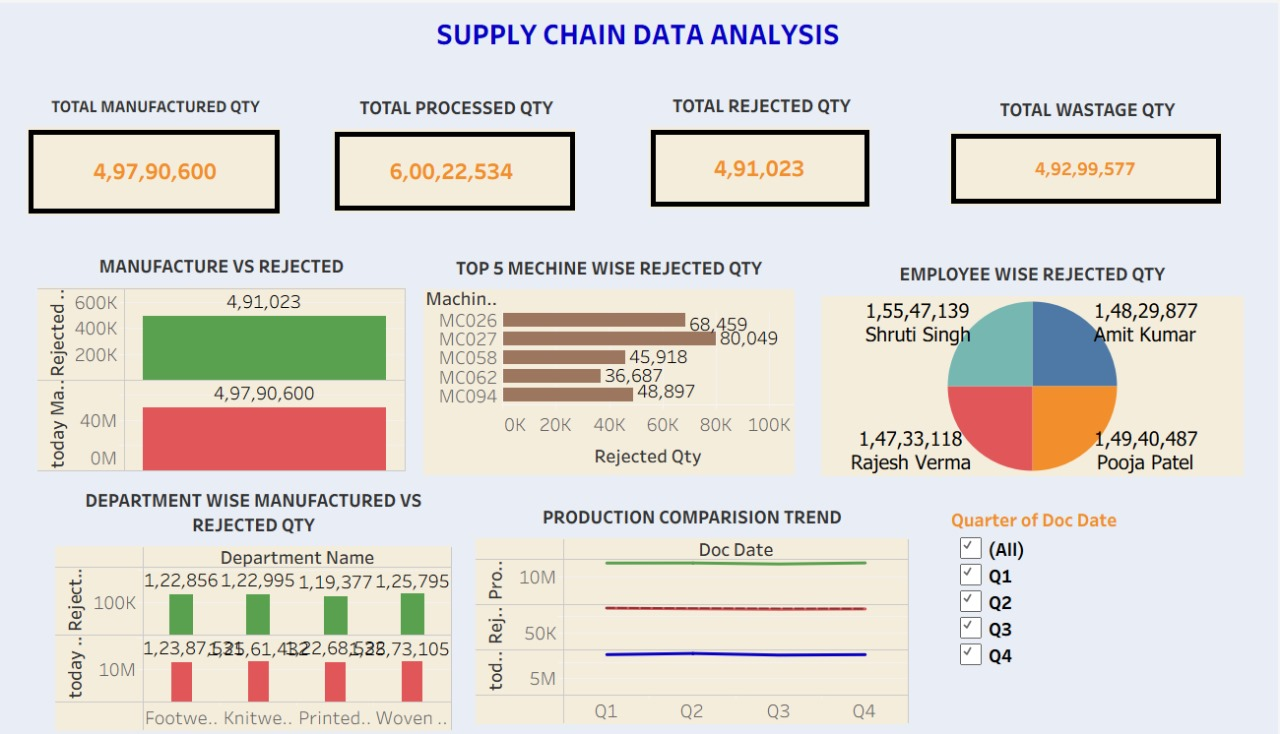 SUPPLY CHAIN DATA ANALYSIS
TOTAL MANUFACTURED QTY
4,97,90,600
TOTAL PROCESSED QTY
6,00,22,534
TOTAL REJECTED QTY
4,91,023
TOTAL WASTAGE QTY
4,92,99,577
MANUFACTURE VS REJECTED
Rejected ..
600K
400K
200K
4,91,023
today Ma..
40M
0M
4,97,90,600
TOP 5 MECHINE WISE REJECTED QTY
Machin..
MC026 68,459
MC027 80,049
MC058 45,918
MC062 36,687
MC094 48,897
0K 20K 40K 60K 80K 100K
Rejected Qty
EMPLOYEE WISE REJECTED QTY
1,55,47,139
Shruti Singh
1,48,29,877
Amit Kumar
1,47,33,118
Rajesh Verma
1,49,40,487
Pooja Patel
DEPARTMENT WISE MANUFACTURED VS
REJECTED QTY
Department Name
Reject..
100K
1,22,856 1,22,995 1,19,377 1,25,795
today ..
10M
Footwe.. Knitwe.. Printed.. Woven ..
PRODUCTION COMPARISION TREND
Doc Date
Pro..
10M
Rej..
50K
tod..
5M
Q1 Q2 Q3 Q4
Quarter of Doc Date
(All)
Q1
Q2
Q3
Q4